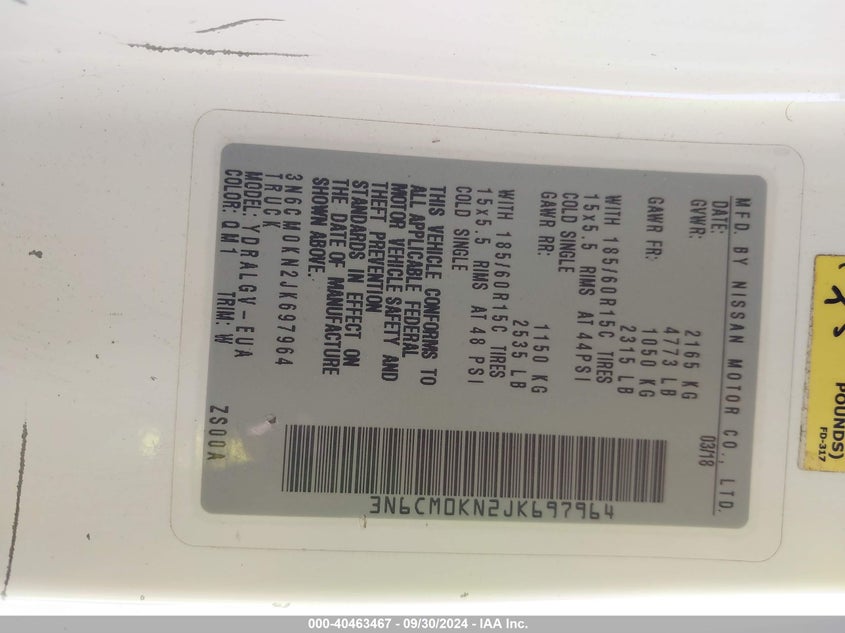 MFD. BY NISSAN MOTOR CO., LTD.
DATE: 03/18
GVWR: 2165 KG
4773 LB
GAWR FR: 1050 KG
2315 LB
WITH 185/60R15C TIRES
15x5.5 RIMS AT 44PSI
COLD SINGLE
GAWR RR: 1150 KG
2535 LB
WITH 185/60R15C TIRES
15x5.5 RIMS AT 48 PSI
COLD SINGLE
THIS VEHICLE CONFORMS TO
ALL APPLICABLE FEDERAL
MOTOR VEHICLE SAFETY AND
THEFT PREVENTION
STANDARDS IN EFFECT ON
THE DATE OF MANUFACTURE
SHOWN ABOVE.
3N6CM0KN2JK697964
TRUCK
MODEL: YDRALGV-EUA
COLOR: QM1 TRIM: W ZS00A
3N6CM0KN2JK697964
POUNDS)
FD-317
000-40463467 - 09/30/2024 - IAA Inc.